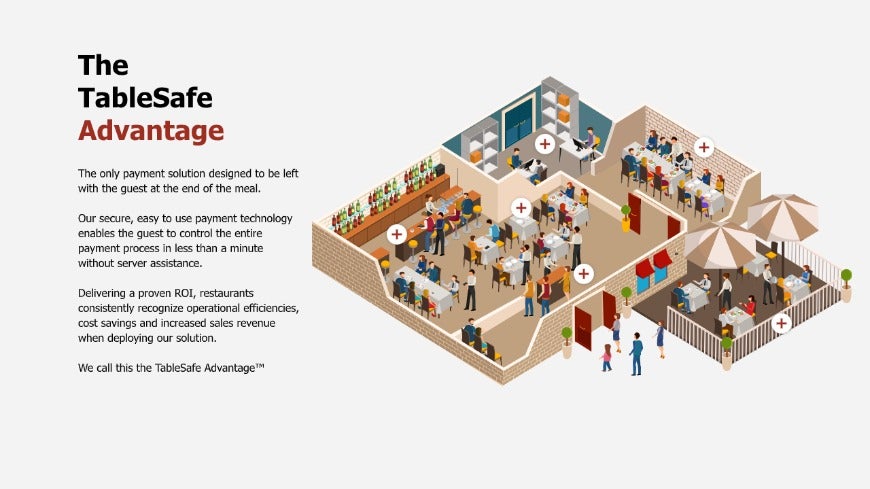 The
TableSafe
Advantage
The only payment solution designed to be left
with the guest at the end of the meal.
Our secure, easy to use payment technology
enables the guest to control the entire
payment process in less than a minute
without server assistance.
Delivering a proven ROI, restaurants
consistently recognize operational efficiencies,
cost savings and increased sales revenue
when deploying our solution.
We call this the TableSafe Advantage™